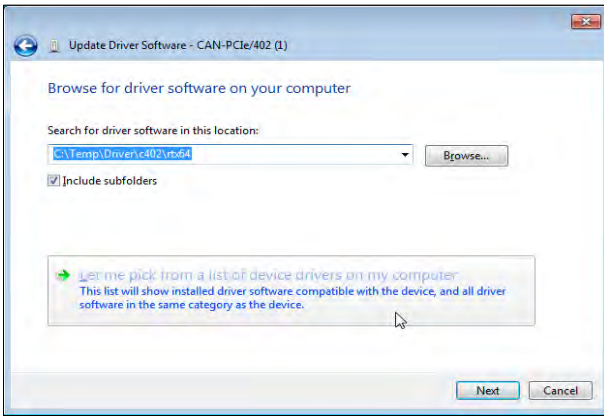 Update Driver Software - CAN-PCIe/402 (1)
Browse for driver software on your computer
Search for driver software in this location:
C:\Temp\Driver\c402\rtx64
Browse...
Include subfolders
Let me pick from a list of device drivers on my computer
This list will show installed driver software compatible with the device, and all driver
software in the same category as the device.
Next
Cancel